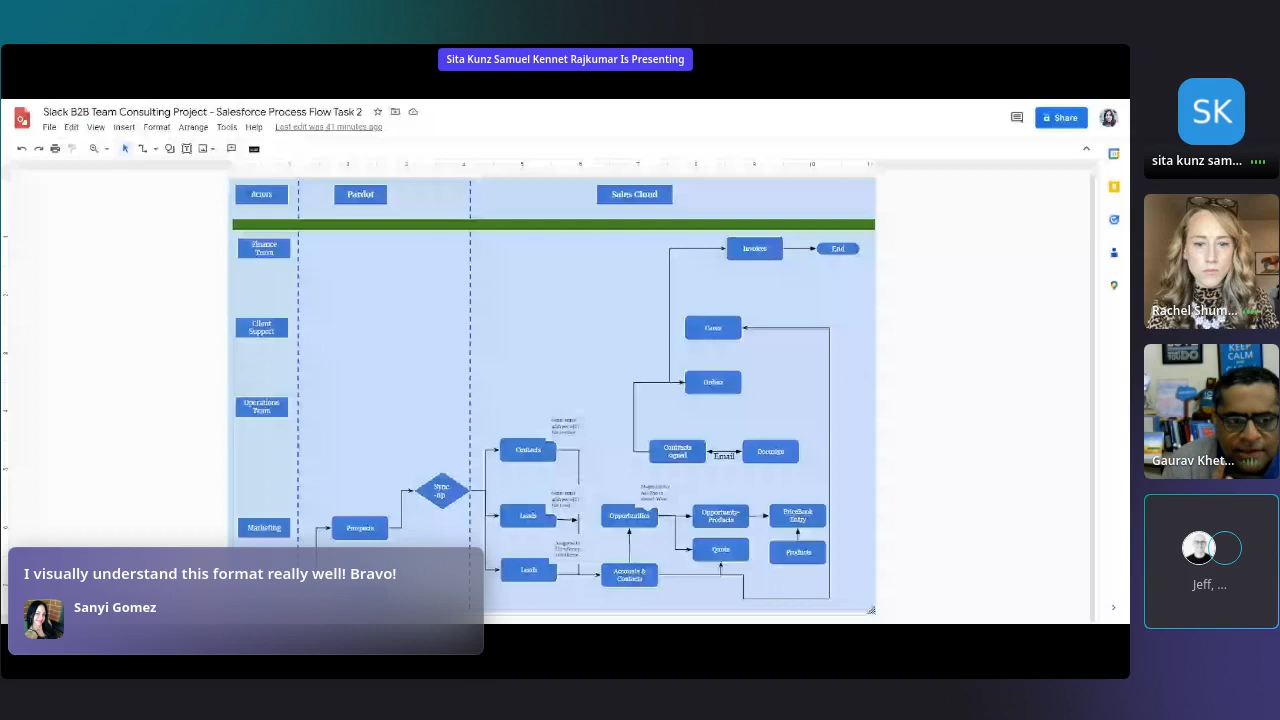 Sita Kunz Samuel Kennet Rajkumar Is Presenting
Slack B2B Team Consulting Project - Salesforce Process Flow Task 2
File Edit View Insert Format Arrange Tools Help Last edit was 41 minutes ago
Share
Actors
Pardot
Sales Cloud
Finance
Team
Invoices
End
Client
Support
Cases
Orders
Operations
Team
Contacts
Contracts
signed
Email
Docusign
Sync
-up
Marketing
Prospects
Leads
Opportunities
Opportunity-
Products
PriceBook
Entry
Quote
Products
Leads
Accounts &
Contacts
I visually understand this format really well! Bravo!
Sanyi Gomez
SK
sita kunz sam...
Rachel Shum...
Gaurav Khet...
Jeff, ...